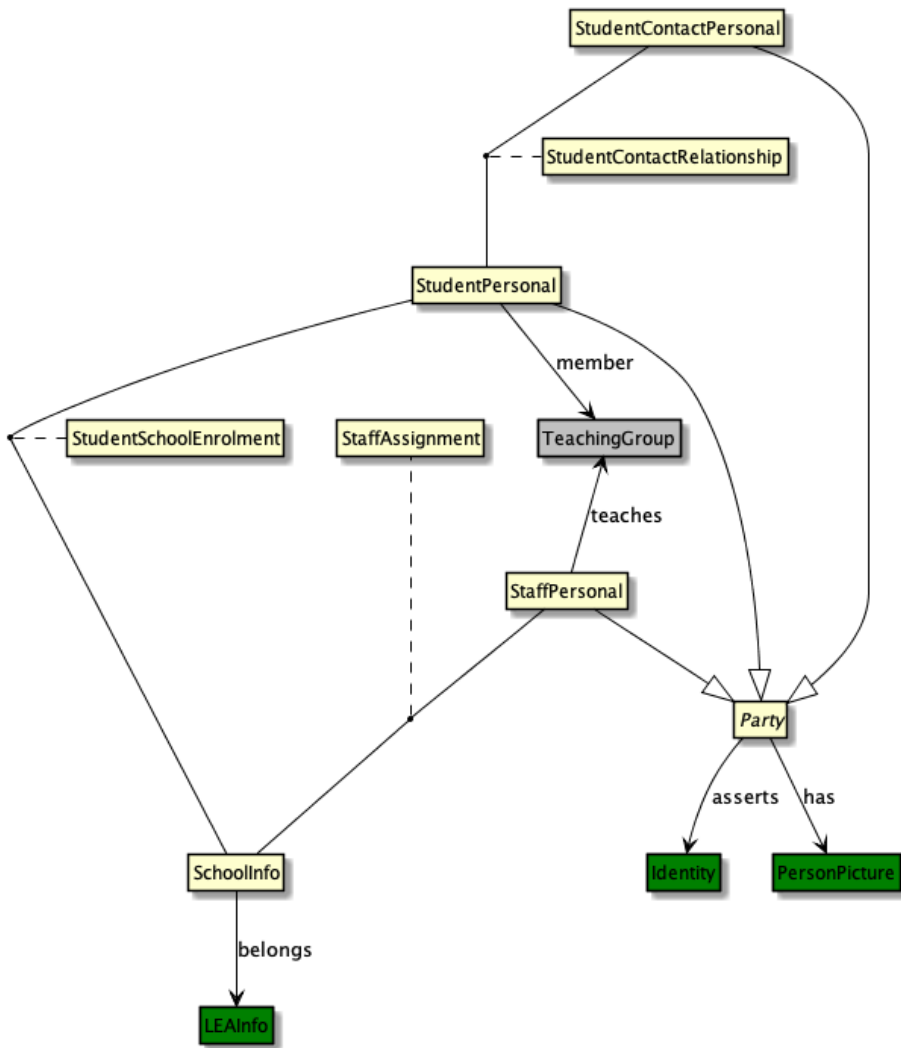 StudentContactPersonal
StudentContactRelationship
StudentPersonal
member
StudentSchoolEnrolment
StaffAssignment
TeachingGroup
teaches
StaffPersonal
Party
asserts
has
SchoolInfo
Identity
PersonPicture
belongs
LEAInfo